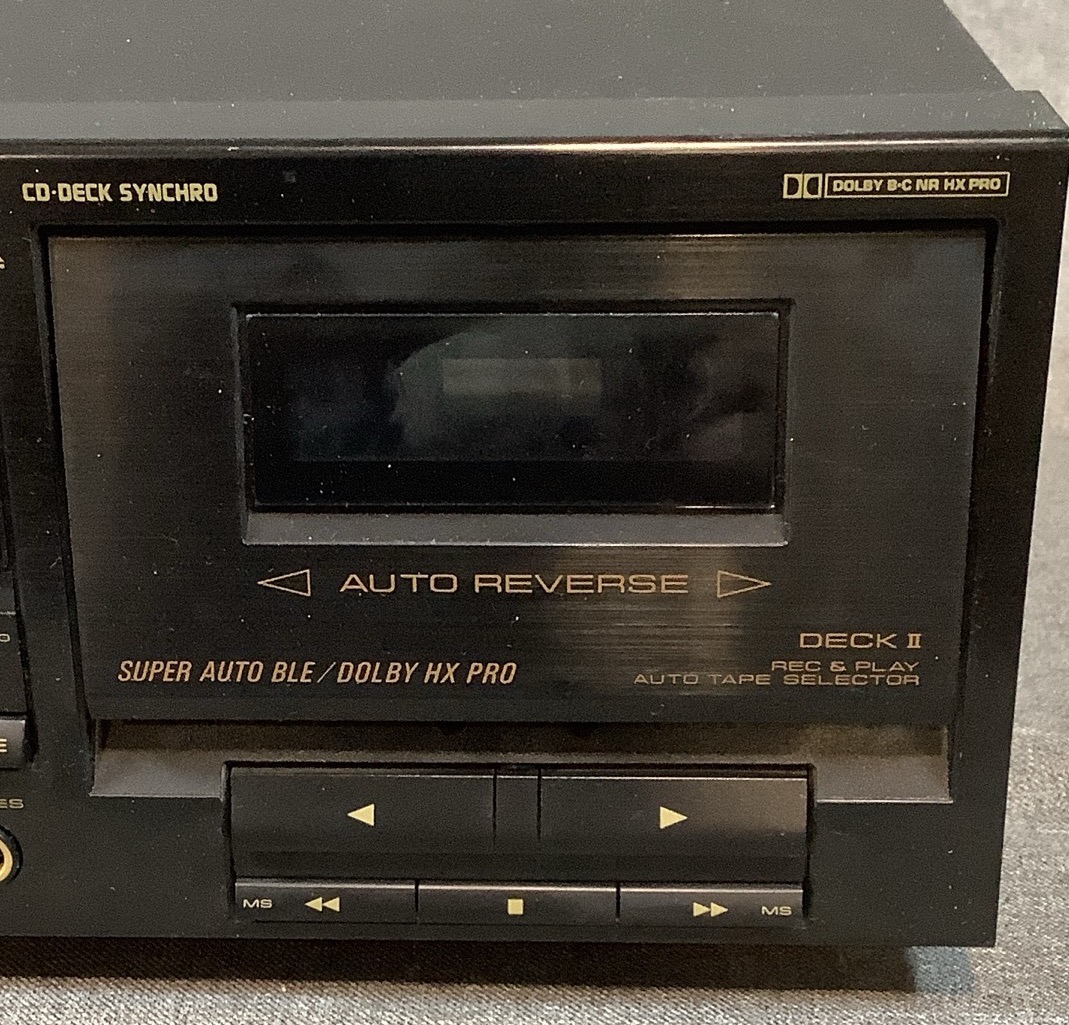 CD·DECK SYNCHRO
DOLBY B·C NR HX PRO
AUTO REVERSE
DECK II
SUPER AUTO BLE / DOLBY HX PRO
REC & PLAY
AUTO TAPE SELECTOR
MS
MS